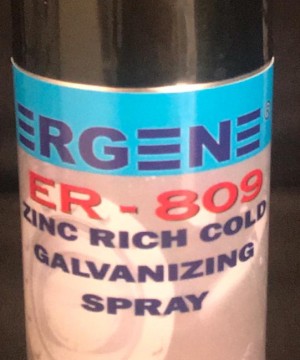 ERGENE
ER - 809
ZINC RICH COLD
GALVANIZING
SPRAY